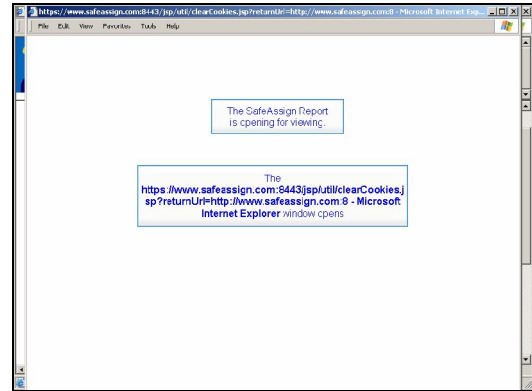 https://www.safeassign.com:8443/jsp/util/clearCookies.jsp?returnUrl=http://www.safeassign.com:8 - Microsoft Internet Exp...
File Edit View Favorites Tools Help
The SafeAssign Report
is opening for viewing.
The
https://www.safeassign.com:8443/jsp/util/clearCookies.j
sp?returnUrl=http://www.safeassign.com:8 - Microsoft
Internet Explorer window opens